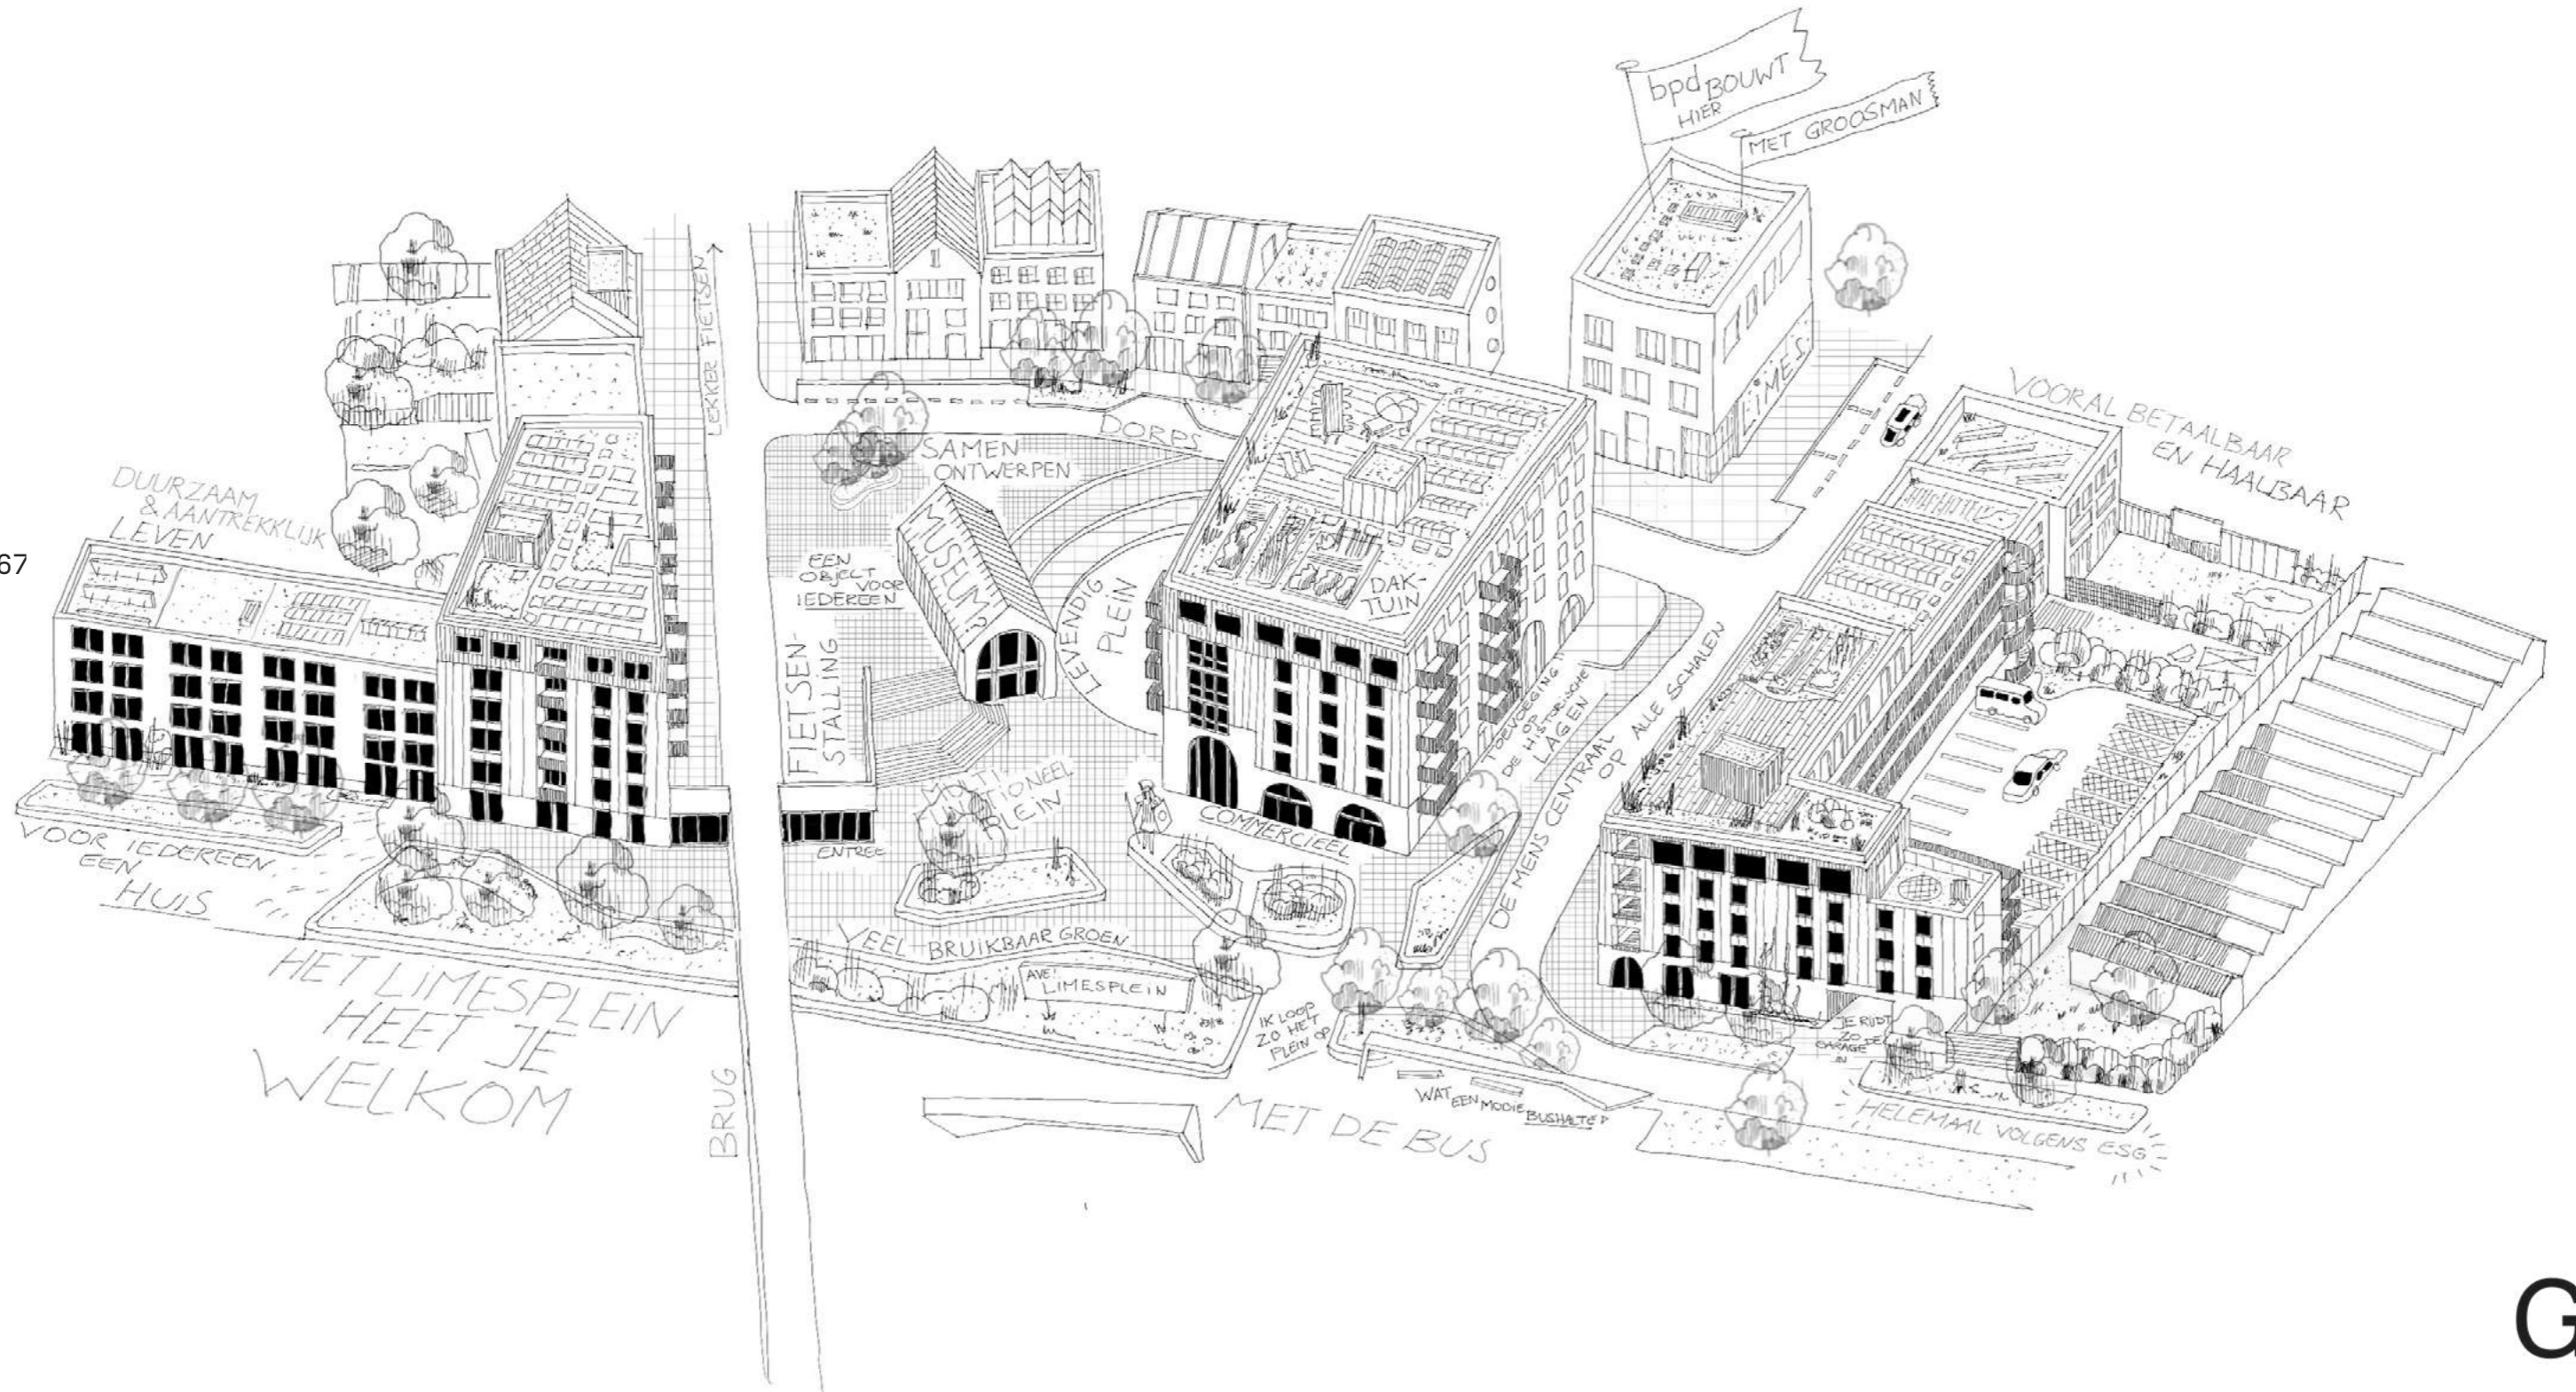 bpd BOUWT
HIER
MET GROOSMAN
LEKKER FIETSEN
LIMES
VOORAL BETAALBAAR
EN HAALBAAR
DORPS
SAMEN
ONTWERPEN
DUURZAAM
& AANTREKKLIJK
LEVEN
67
MUSEUM?
EEN
OBJECT
VOOR
IEDEREEN
LEVENDIG
PLEIN
DAK-
TUIN
FIETSEN-
STALLING
TOEVOEGING
OP
DE HISTORISCHE
LAGEN
DE MENS CENTRAAL
OP ALLE SCHALEN
PLEIN
COMMERCIEEL
ENTREE
VOOR IEDEREEN
EEN
HUIS
VEEL BRUIKBAAR GROEN
AVE!
LIMESPLEIN
HET LIMESPLEIN
HEET JE
WELKOM
IK LOOP
ZO HET
PLEIN OP
JE RIJDT
ZO DE
GARAGE
IN
BRUG
MET DE BUS
WAT EEN MOOIE BUSHALTE!
HELEMAAL VOLGENS ESG
G